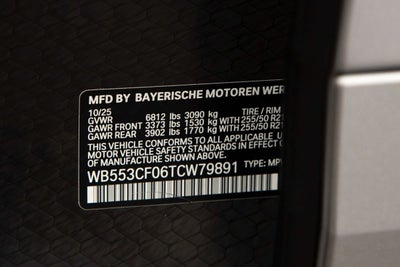 MFD BY BAYERISCHE MOTOREN WER
10/25 TIRE / RIM
GVWR 6812 lbs 3090 kg
GAWR FRONT 3373 lbs 1530 kg WITH 255/50 R21
GAWR REAR 3902 lbs 1770 kg WITH 255/50 R21
THIS VEHICLE CONFORMS TO ALL APPLICABLE U.
MOTOR VEHICLE SAFETY STANDARDS IN EFFECT
OF MANUFACTURE SHOWN ABOVE.
WB553CF06TCW79891 TYPE: MP